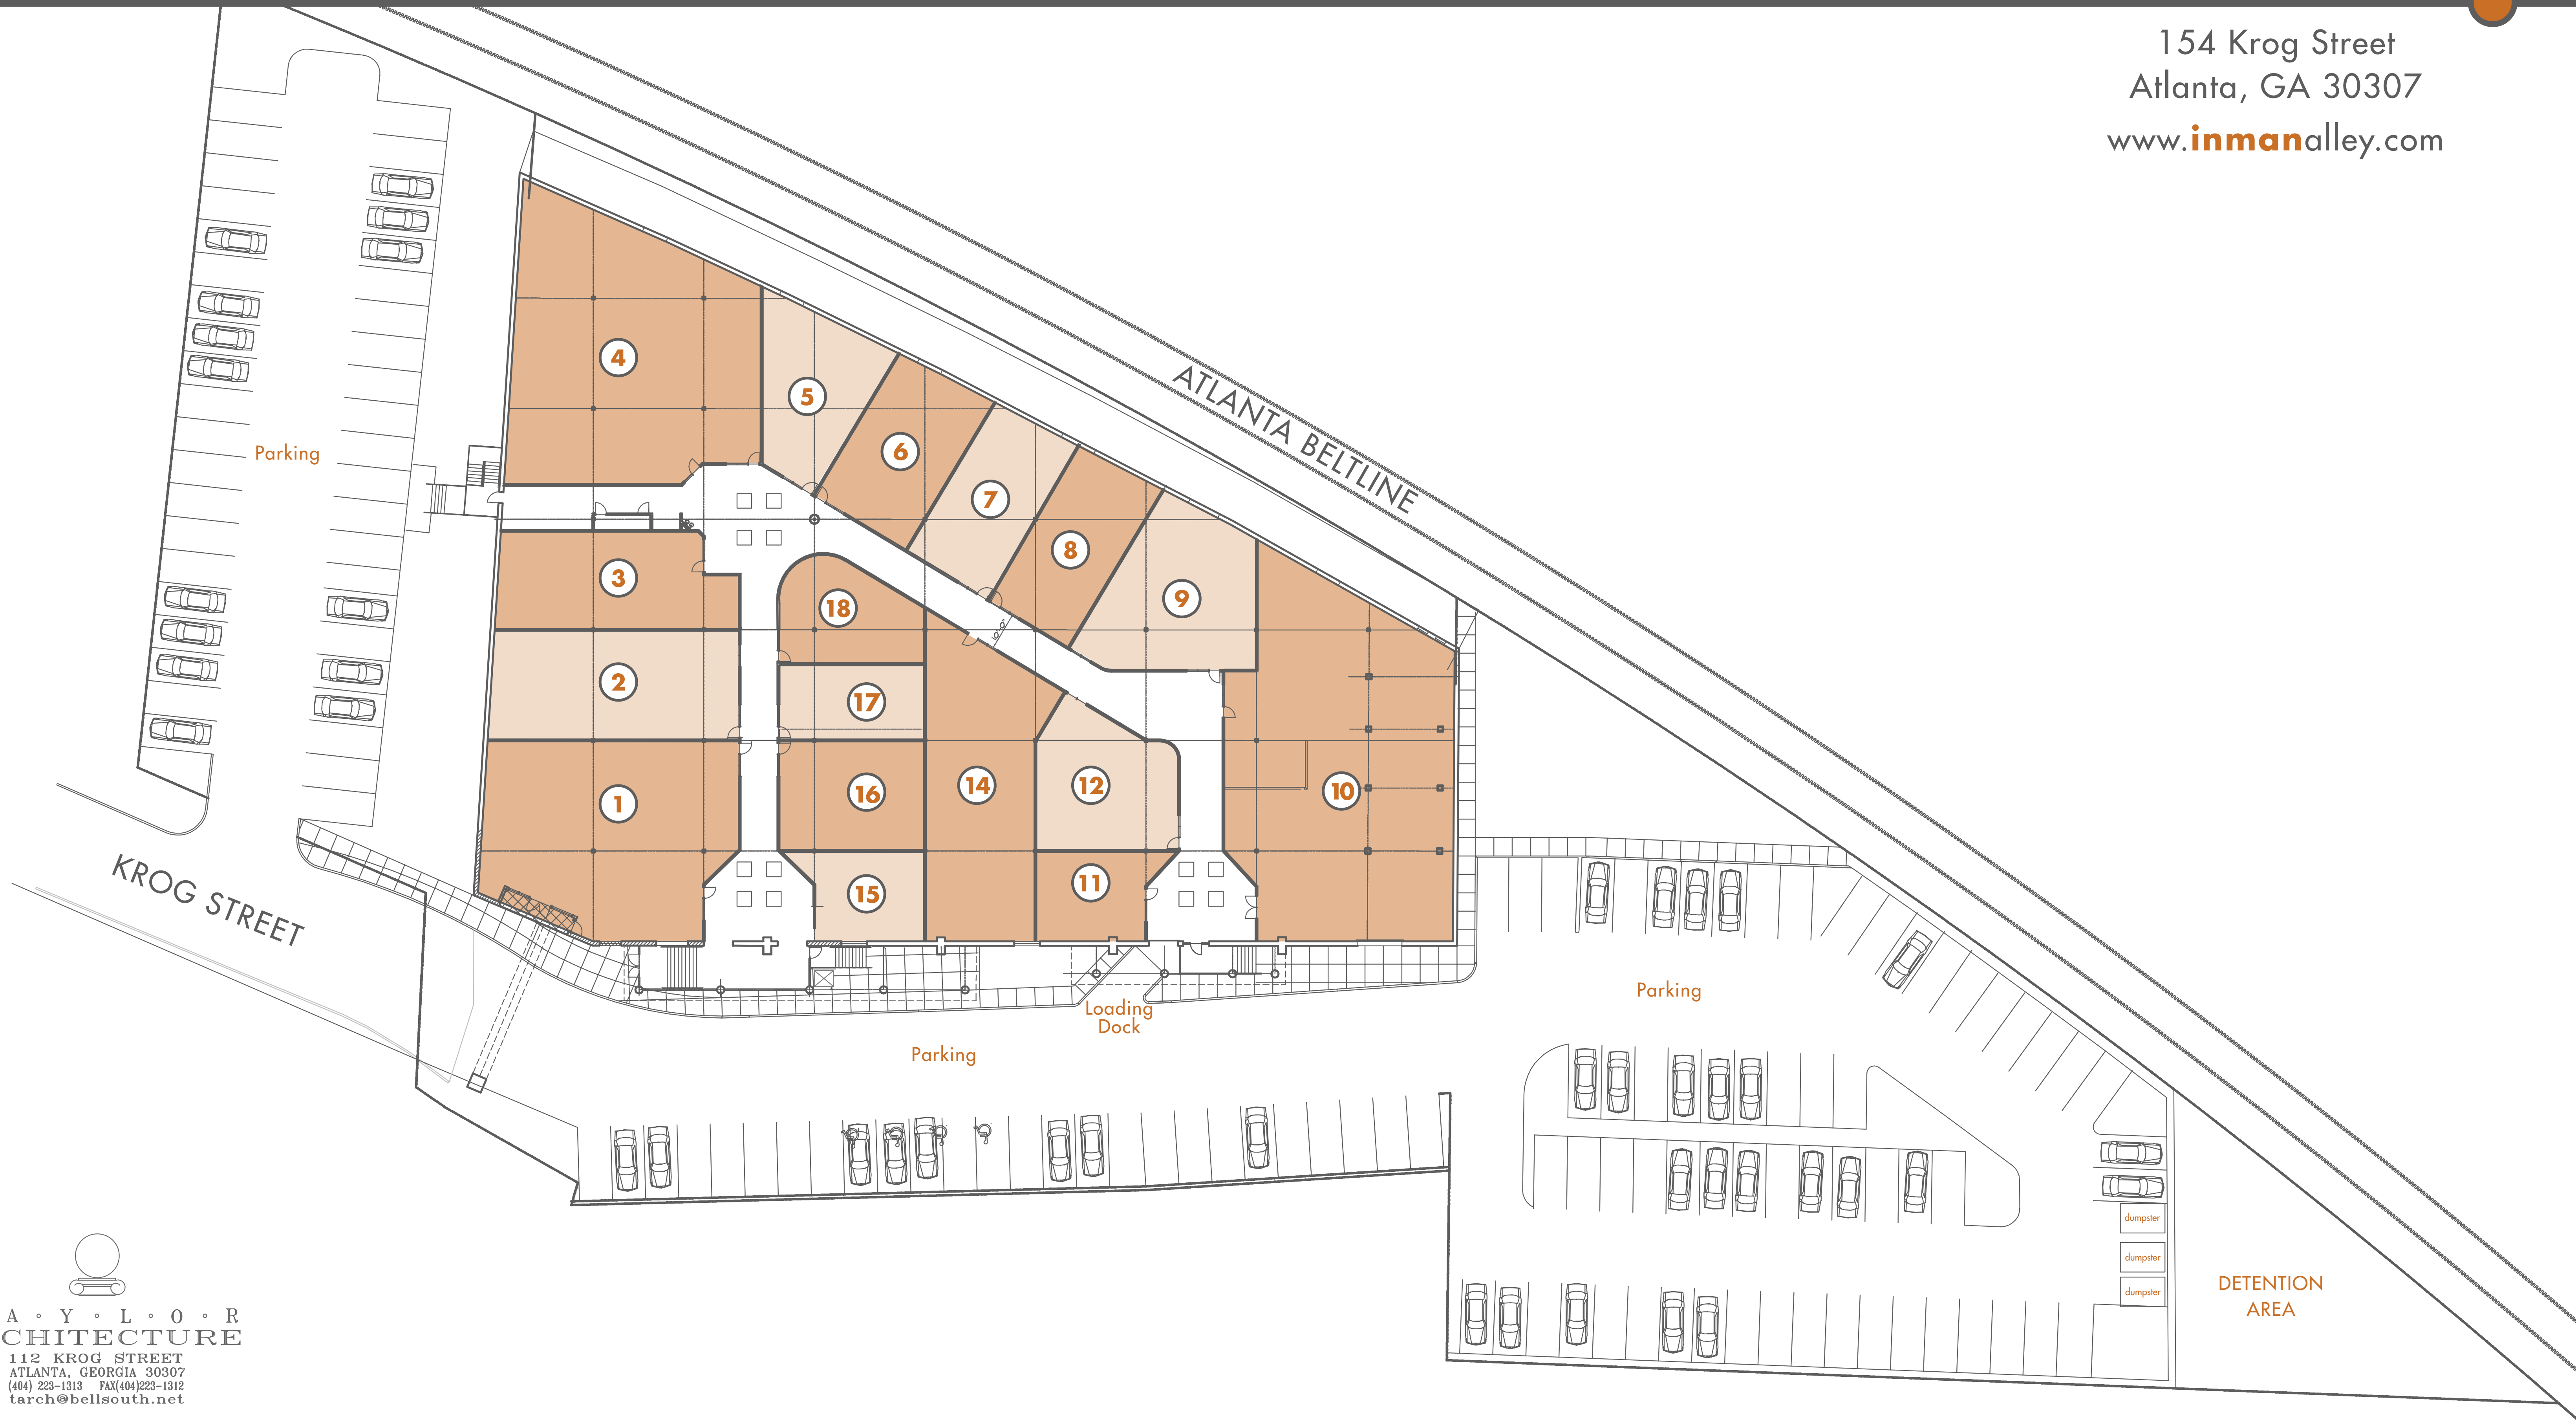 154 Krog Street
Atlanta, GA 30307
www.inmanalley.com
ATLANTA BELTLINE
4
5
6
7
8
9
3
18
2
17
1
16
14
12
10
15
11
10'-0"
Parking
KROG STREET
Loading
Dock
Parking
Parking
dumpster
dumpster
dumpster
DETENTION
AREA
A · Y · L · O · R
CHITECTURE
112 KROG STREET
ATLANTA, GEORGIA 30307
(404) 223-1313 FAX(404)223-1312
tarch@bellsouth.net